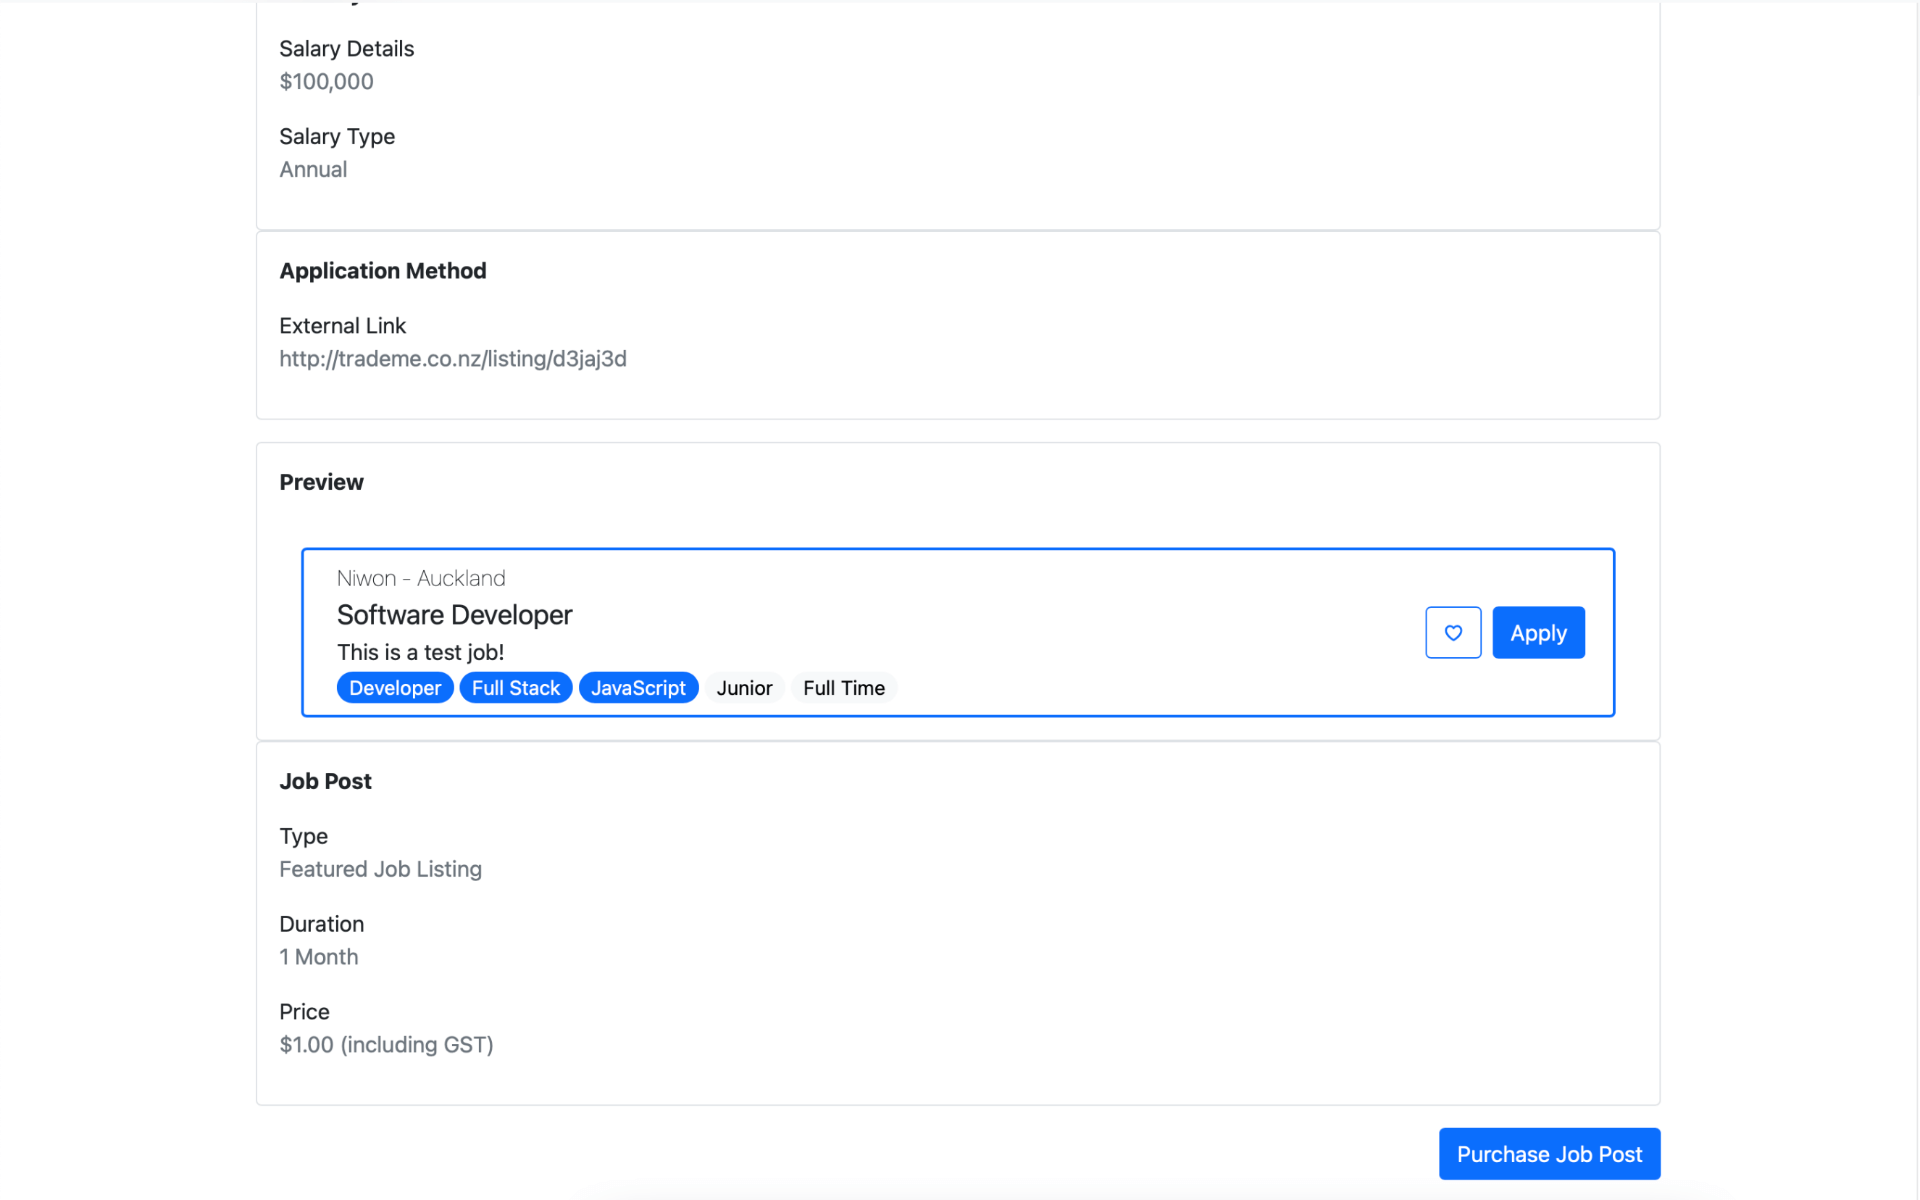 Salary Details
$100,000
Salary Type
Annual
Application Method
External Link
http://trademe.co.nz/listing/d3jaj3d
Preview
Niwon - Auckland
Software Developer
This is a test job!
Developer Full Stack JavaScript Junior Full Time
Apply
Job Post
Type
Featured Job Listing
Duration
1 Month
Price
$1.00 (including GST)
Purchase Job Post